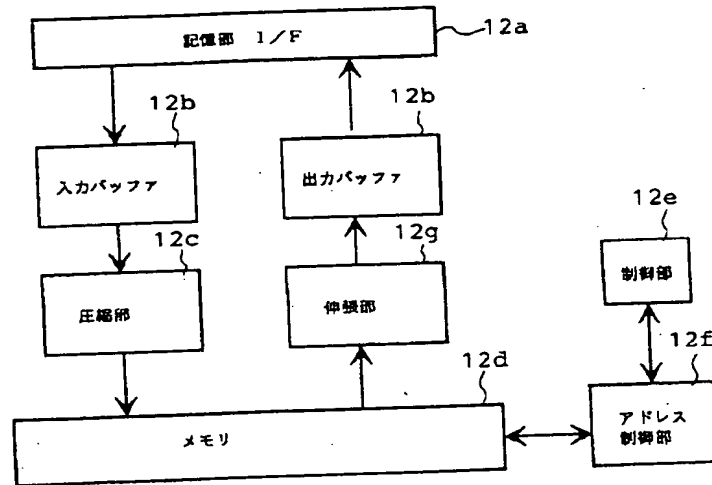 記憶部 I/F
12a
12b
12b
入力バッファ
出力バッファ
12c
12g
12e
圧縮部
伸張部
制御部
12d
12f
メモリ
アドレス
制御部